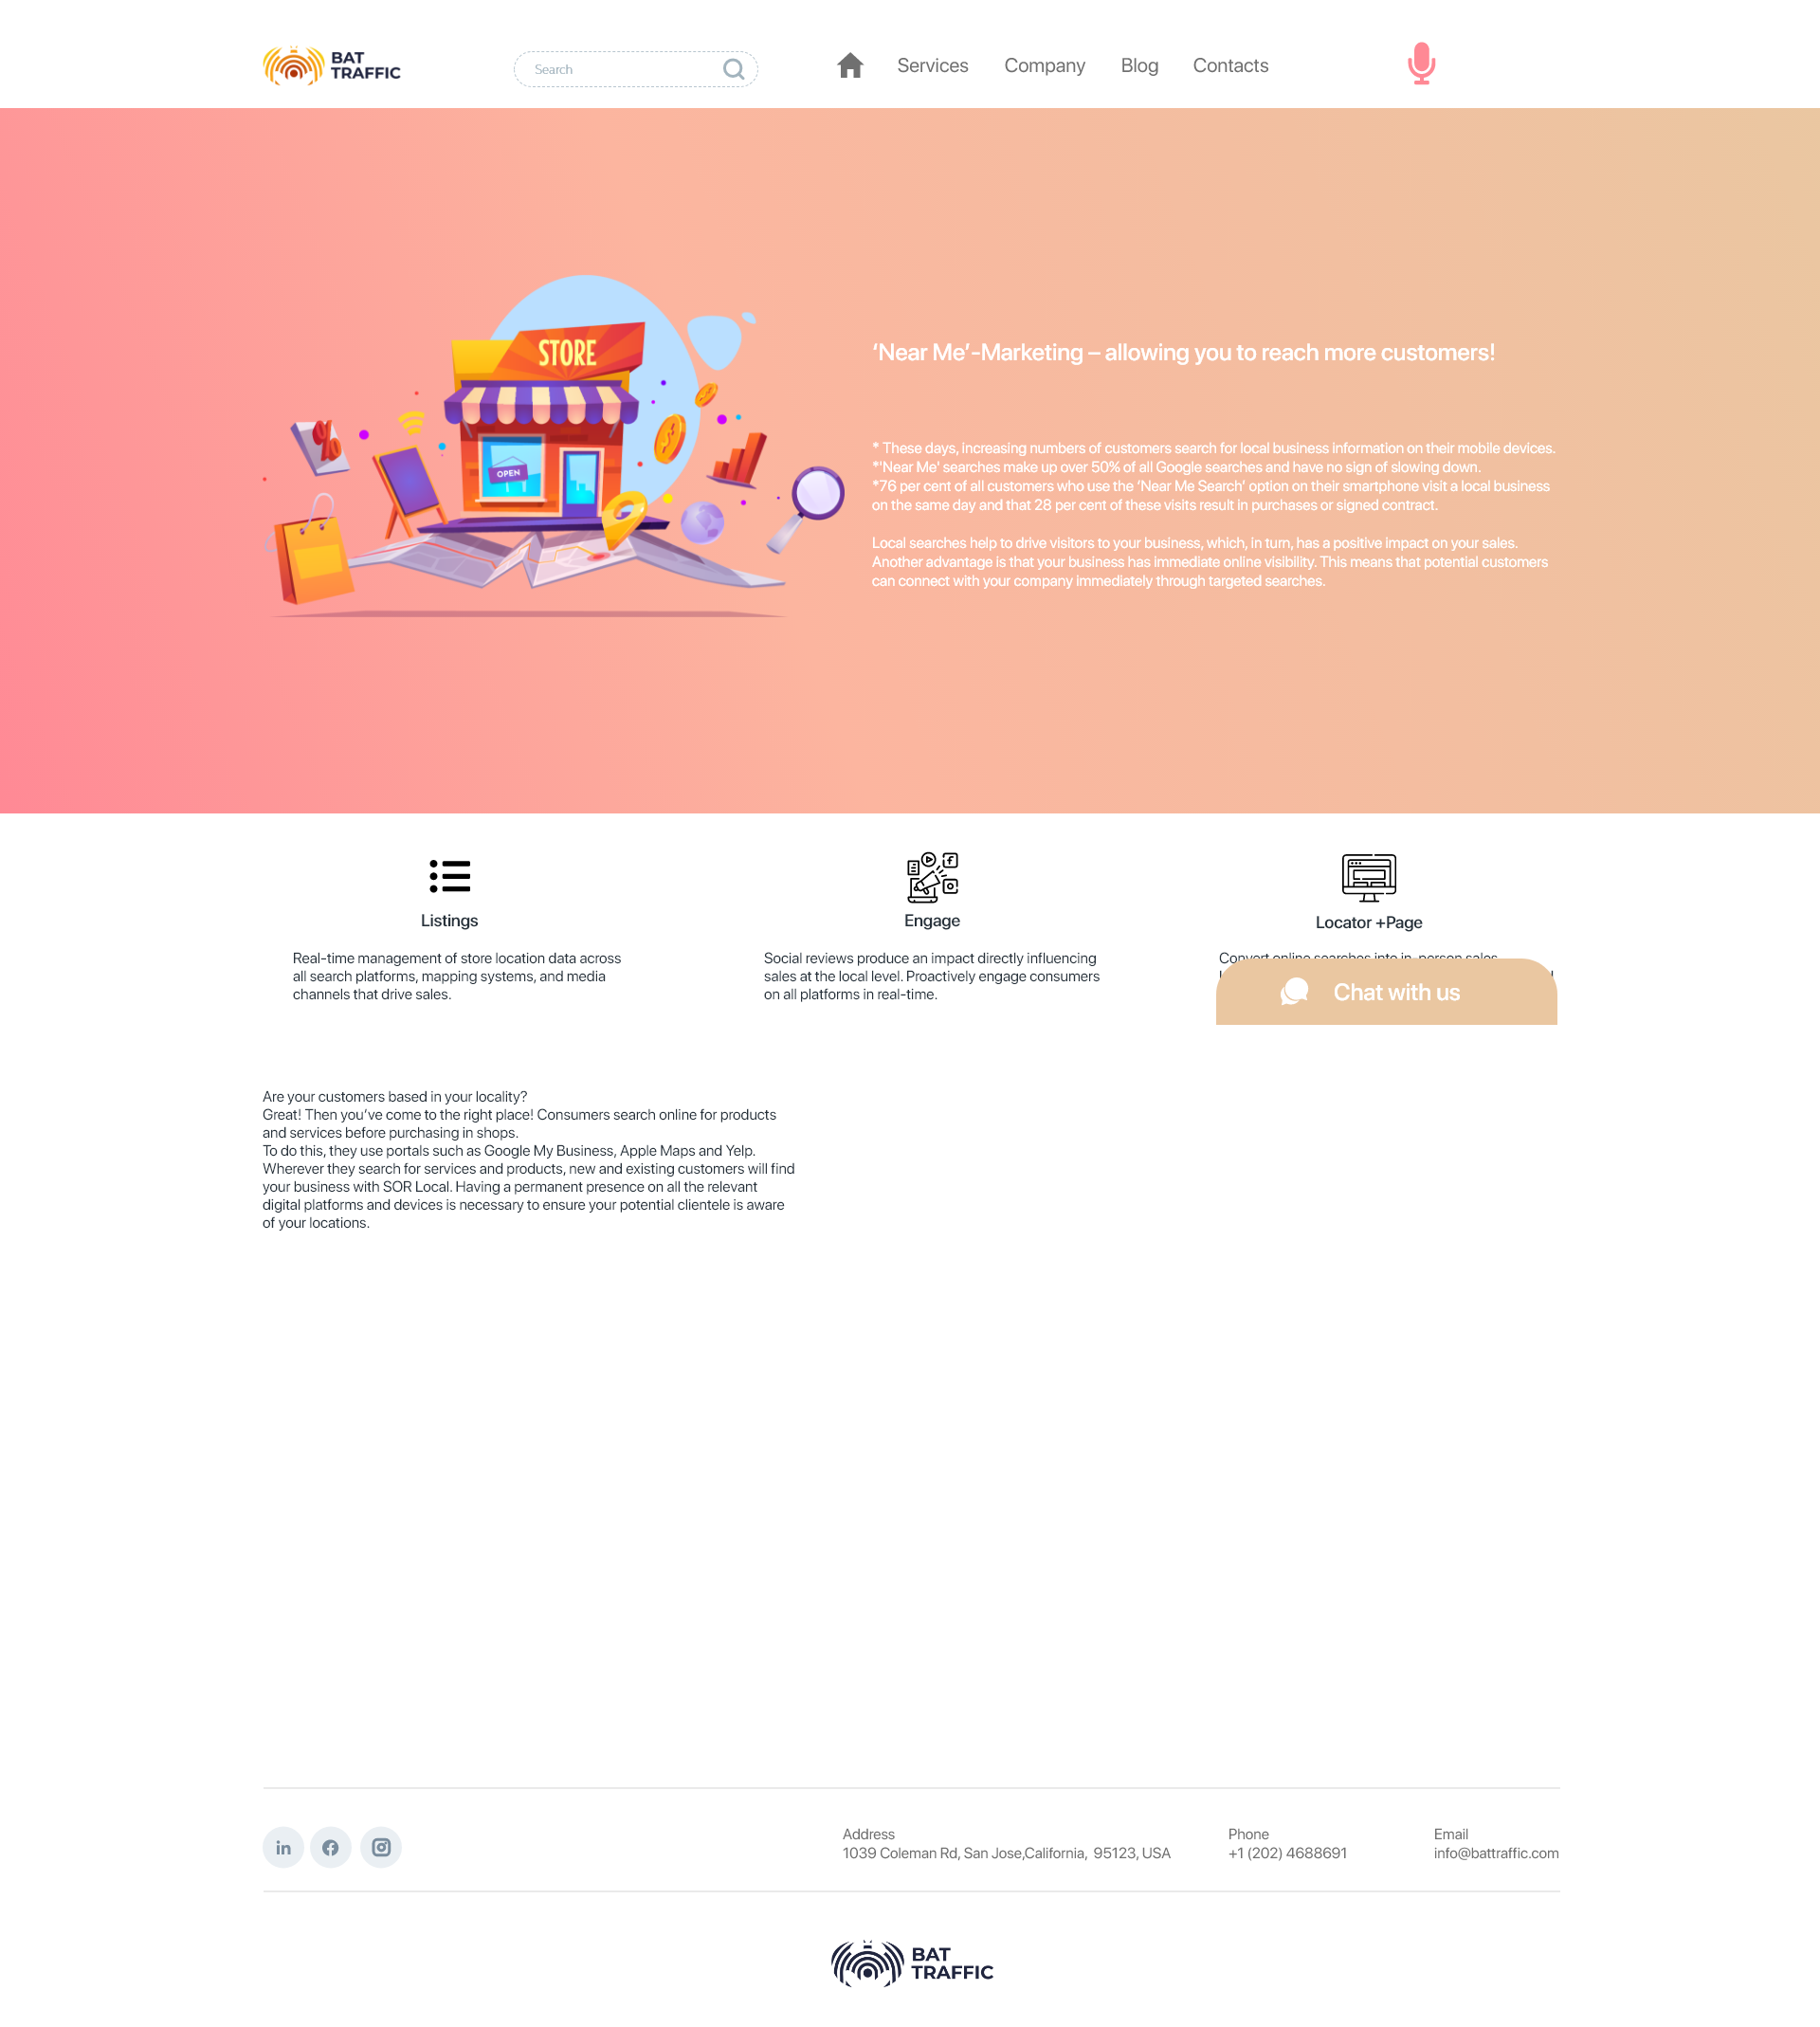 BAT
TRAFFIC
Search
Services
Company
Blog
Contacts
STORE
OPEN
%
‘Near Me’-Marketing – allowing you to reach more customers!
* These days, increasing numbers of customers search for local business information on their mobile devices.
*'Near Me' searches make up over 50% of all Google searches and have no sign of slowing down.
*76 per cent of all customers who use the ‘Near Me Search’ option on their smartphone visit a local business
on the same day and that 28 per cent of these visits result in purchases or signed contract.
Local searches help to drive visitors to your business, which, in turn, has a positive impact on your sales.
Another advantage is that your business has immediate online visibility. This means that potential customers
can connect with your company immediately through targeted searches.
Listings
Real-time management of store location data across
all search platforms, mapping systems, and media
channels that drive sales.
Engage
Social reviews produce an impact directly influencing
sales at the local level. Proactively engage consumers
on all platforms in real-time.
Locator +Page
Convert online searches into in-person sales.
Chat with us
Are your customers based in your locality?
Great! Then you’ve come to the right place! Consumers search online for products
and services before purchasing in shops.
To do this, they use portals such as Google My Business, Apple Maps and Yelp.
Wherever they search for services and products, new and existing customers will find
your business with SOR Local. Having a permanent presence on all the relevant
digital platforms and devices is necessary to ensure your potential clientele is aware
of your locations.
in
Address
1039 Coleman Rd, San Jose,California,  95123, USA
Phone
+1 (202) 4688691
Email
info@battraffic.com
BAT
TRAFFIC